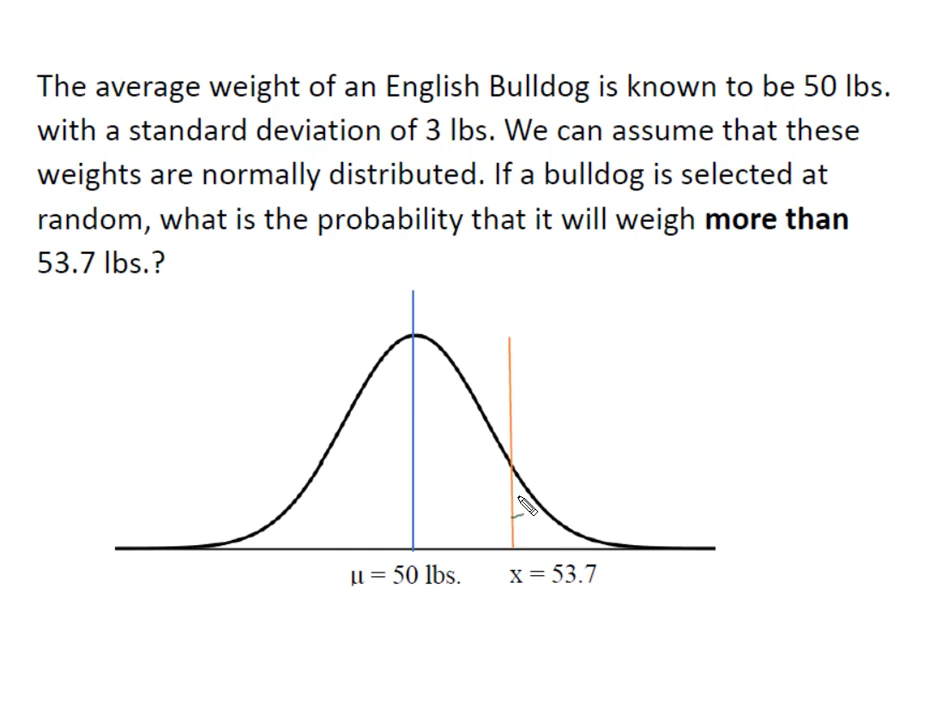 The average weight of an English Bulldog is known to be 50 lbs.
with a standard deviation of 3 lbs. We can assume that these
weights are normally distributed. If a bulldog is selected at
random, what is the probability that it will weigh more than
53.7 lbs.?
μ = 50 lbs.
x = 53.7